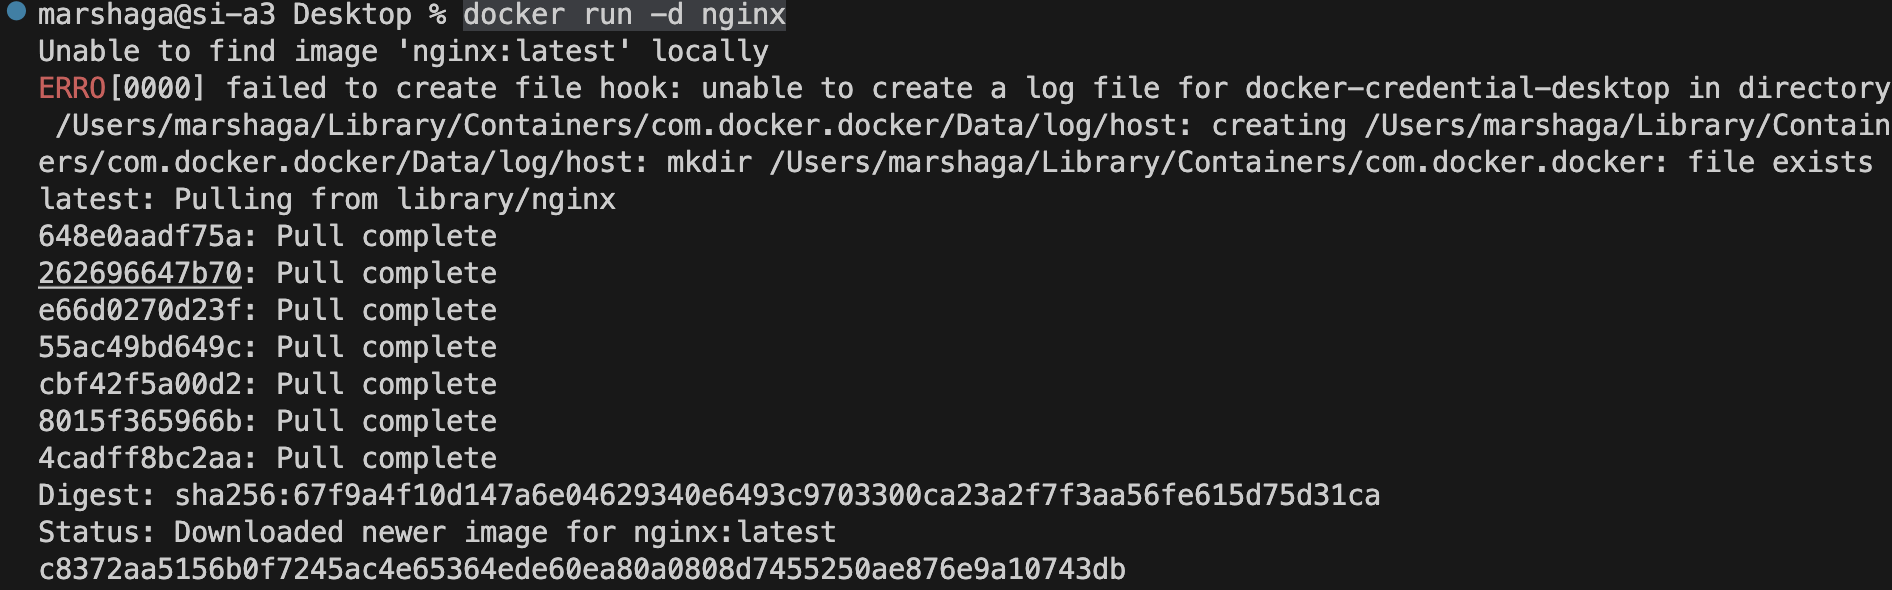 marshaga@si-a3 Desktop % docker run -d nginx
Unable to find image 'nginx:latest' locally
ERRO[0000] failed to create file hook: unable to create a log file for docker-credential-desktop in directory
/Users/marshaga/Library/Containers/com.docker.docker/Data/log/host: creating /Users/marshaga/Library/Contain
ers/com.docker.docker/Data/log/host: mkdir /Users/marshaga/Library/Containers/com.docker.docker: file exists
latest: Pulling from library/nginx
648e0aadf75a: Pull complete
262696647b70: Pull complete
e66d0270d23f: Pull complete
55ac49bd649c: Pull complete
cbf42f5a00d2: Pull complete
8015f365966b: Pull complete
4cadff8bc2aa: Pull complete
Digest: sha256:67f9a4f10d147a6e04629340e6493c9703300ca23a2f7f3aa56fe615d75d31ca
Status: Downloaded newer image for nginx:latest
c8372aa5156b0f7245ac4e65364ede60ea80a0808d7455250ae876e9a10743db